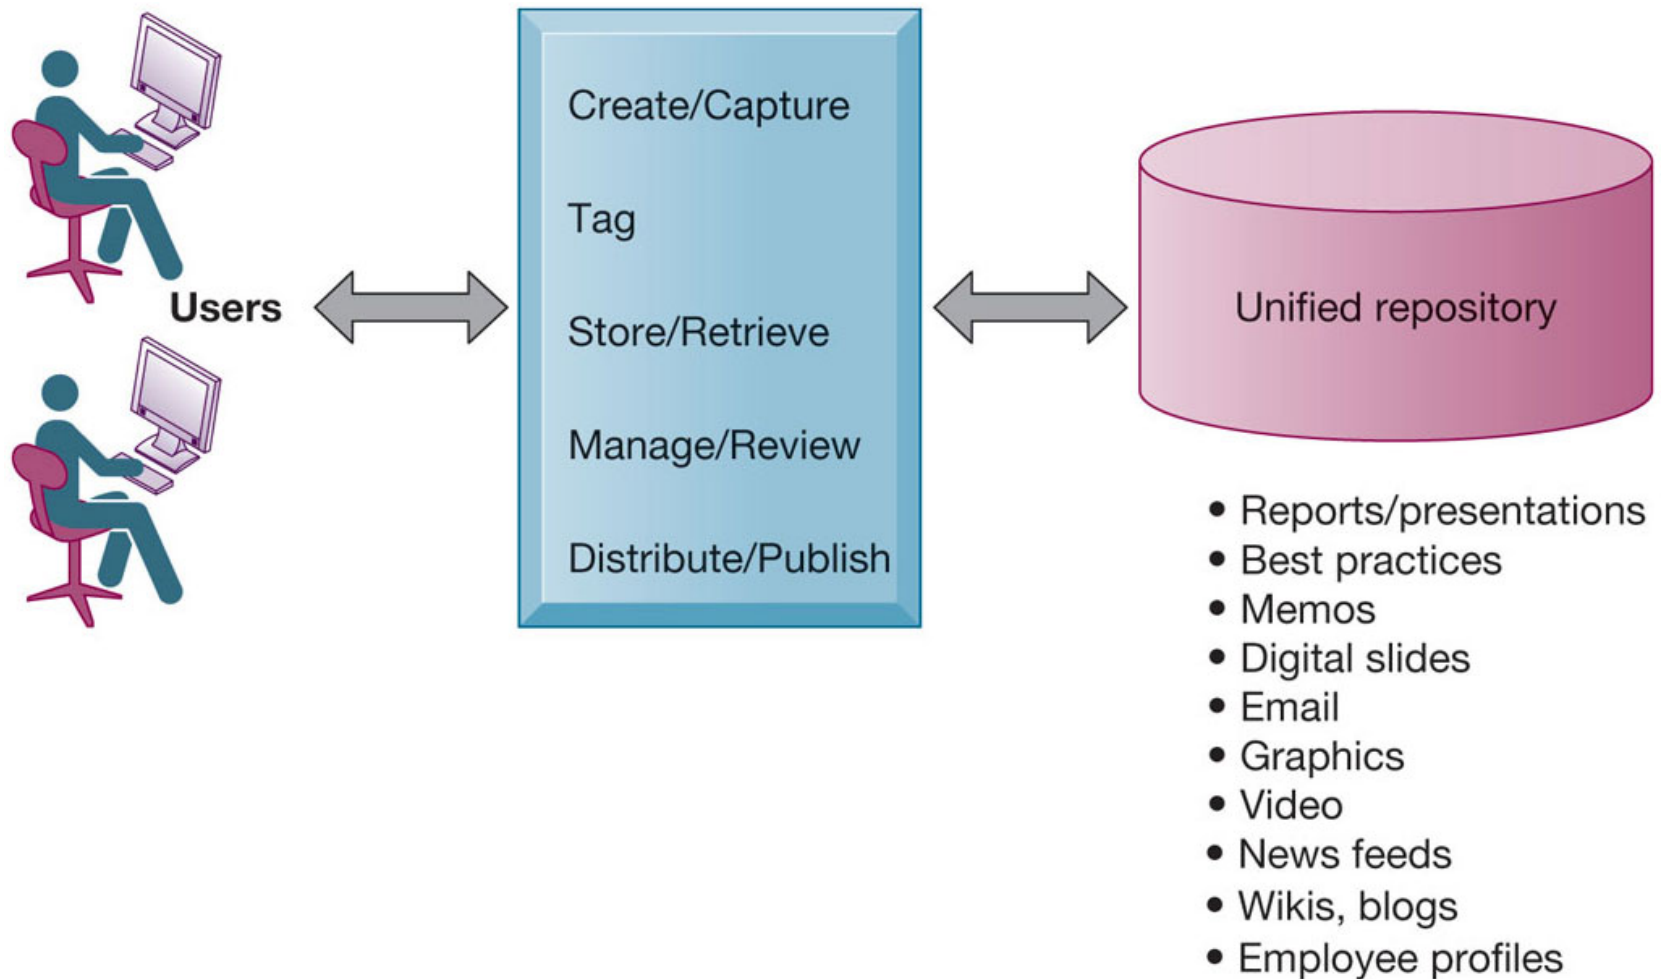 Users
Create/Capture
Tag
Store/Retrieve
Manage/Review
Distribute/Publish
Unified repository
• Reports/presentations
• Best practices
• Memos
• Digital slides
• Email
• Graphics
• Video
• News feeds
• Wikis, blogs
• Employee profiles